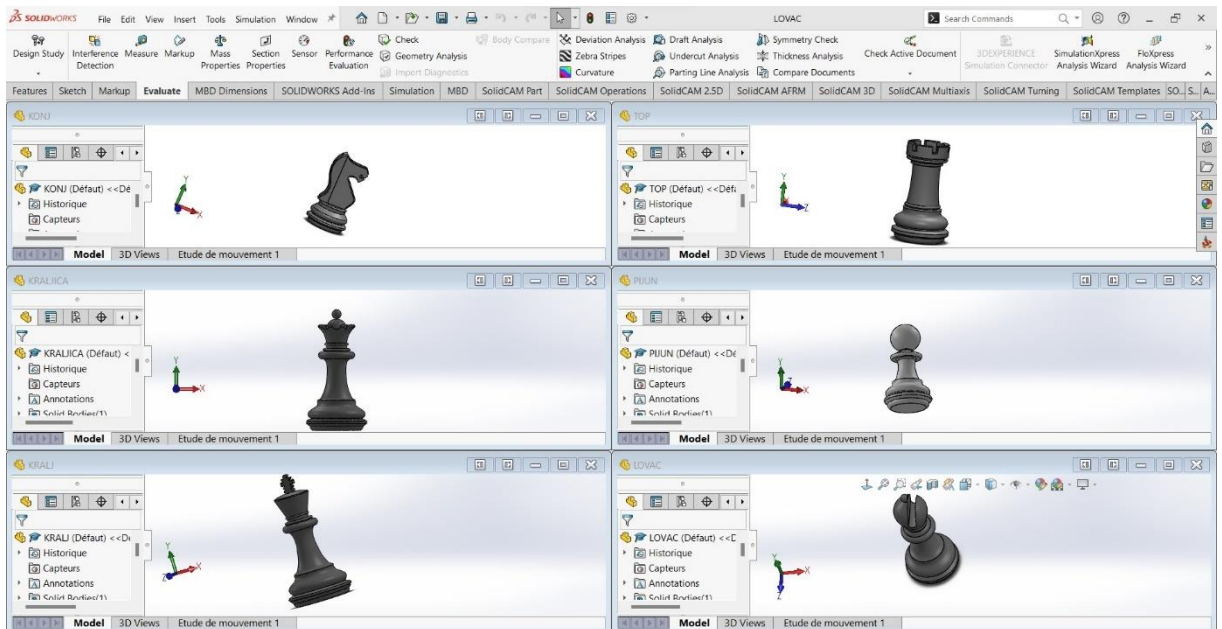 SOLIDWORKS File Edit View Insert Tools Simulation Window LOVAC Search Commands
Design Study Interference Detection Measure Markup Mass Properties Section Properties Sensor Performance Evaluation
Check
Geometry Analysis
Import Diagnostics
Body Compare
Deviation Analysis
Zebra Stripes
Curvature
Draft Analysis
Undercut Analysis
Parting Line Analysis
Symmetry Check
Thickness Analysis
Compare Documents
Check Active Document
3DEXPERIENCE Simulation Connector
SimulationXpress Analysis Wizard
FloXpress Analysis Wizard
Features Sketch Markup Evaluate MBD Dimensions SOLIDWORKS Add-Ins Simulation MBD SolidCAM Part SolidCAM Operations SolidCAM 2.5D SolidCAM AFRM SolidCAM 3D SolidCAM Multiaxis SolidCAM Turning SolidCAM Templates SO... S... A...
KONJ
KONJ (Défaut) <<Dé
Historique
Capteurs
Y
X
Model 3D Views Etude de mouvement 1
TOP
TOP (Défaut) <<Défa
Historique
Capteurs
Y
Z
Model 3D Views Etude de mouvement 1
KRALJICA
KRALJICA (Défaut) <
Historique
Capteurs
Annotations
Solid Bodies(1)
Y
X
Model 3D Views Etude de mouvement 1
PIJUN
PIJUN (Défaut) <<Dé
Historique
Capteurs
Annotations
Solid Bodies(1)
Y
Z
X
Model 3D Views Etude de mouvement 1
KRALJ
KRALJ (Défaut) <<D
Historique
Capteurs
Annotations
Solid Bodies(1)
Y
Z
X
Model 3D Views Etude de mouvement 1
LOVAC
LOVAC (Défaut) <<D
Historique
Capteurs
Annotations
Solid Bodies(1)
Y
X
Z
Model 3D Views Etude de mouvement 1